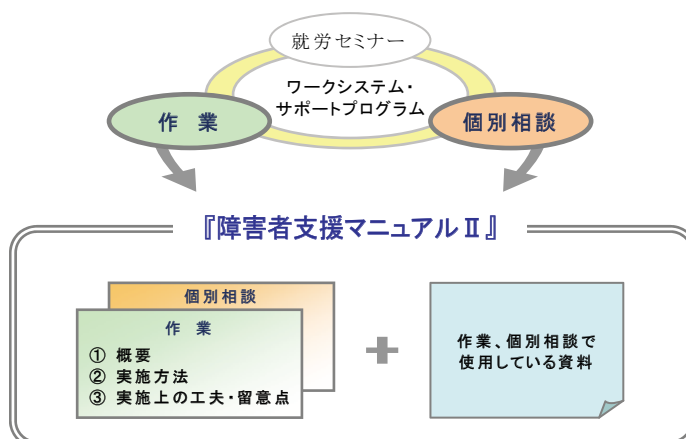 就労セミナー
ワークシステム・
サポートプログラム
作 業
個別相談
『障害者支援マニュアルⅡ』
個別相談
作 業
① 概要
② 実施方法
③ 実施上の工夫・留意点
作業、個別相談で
使用している資料